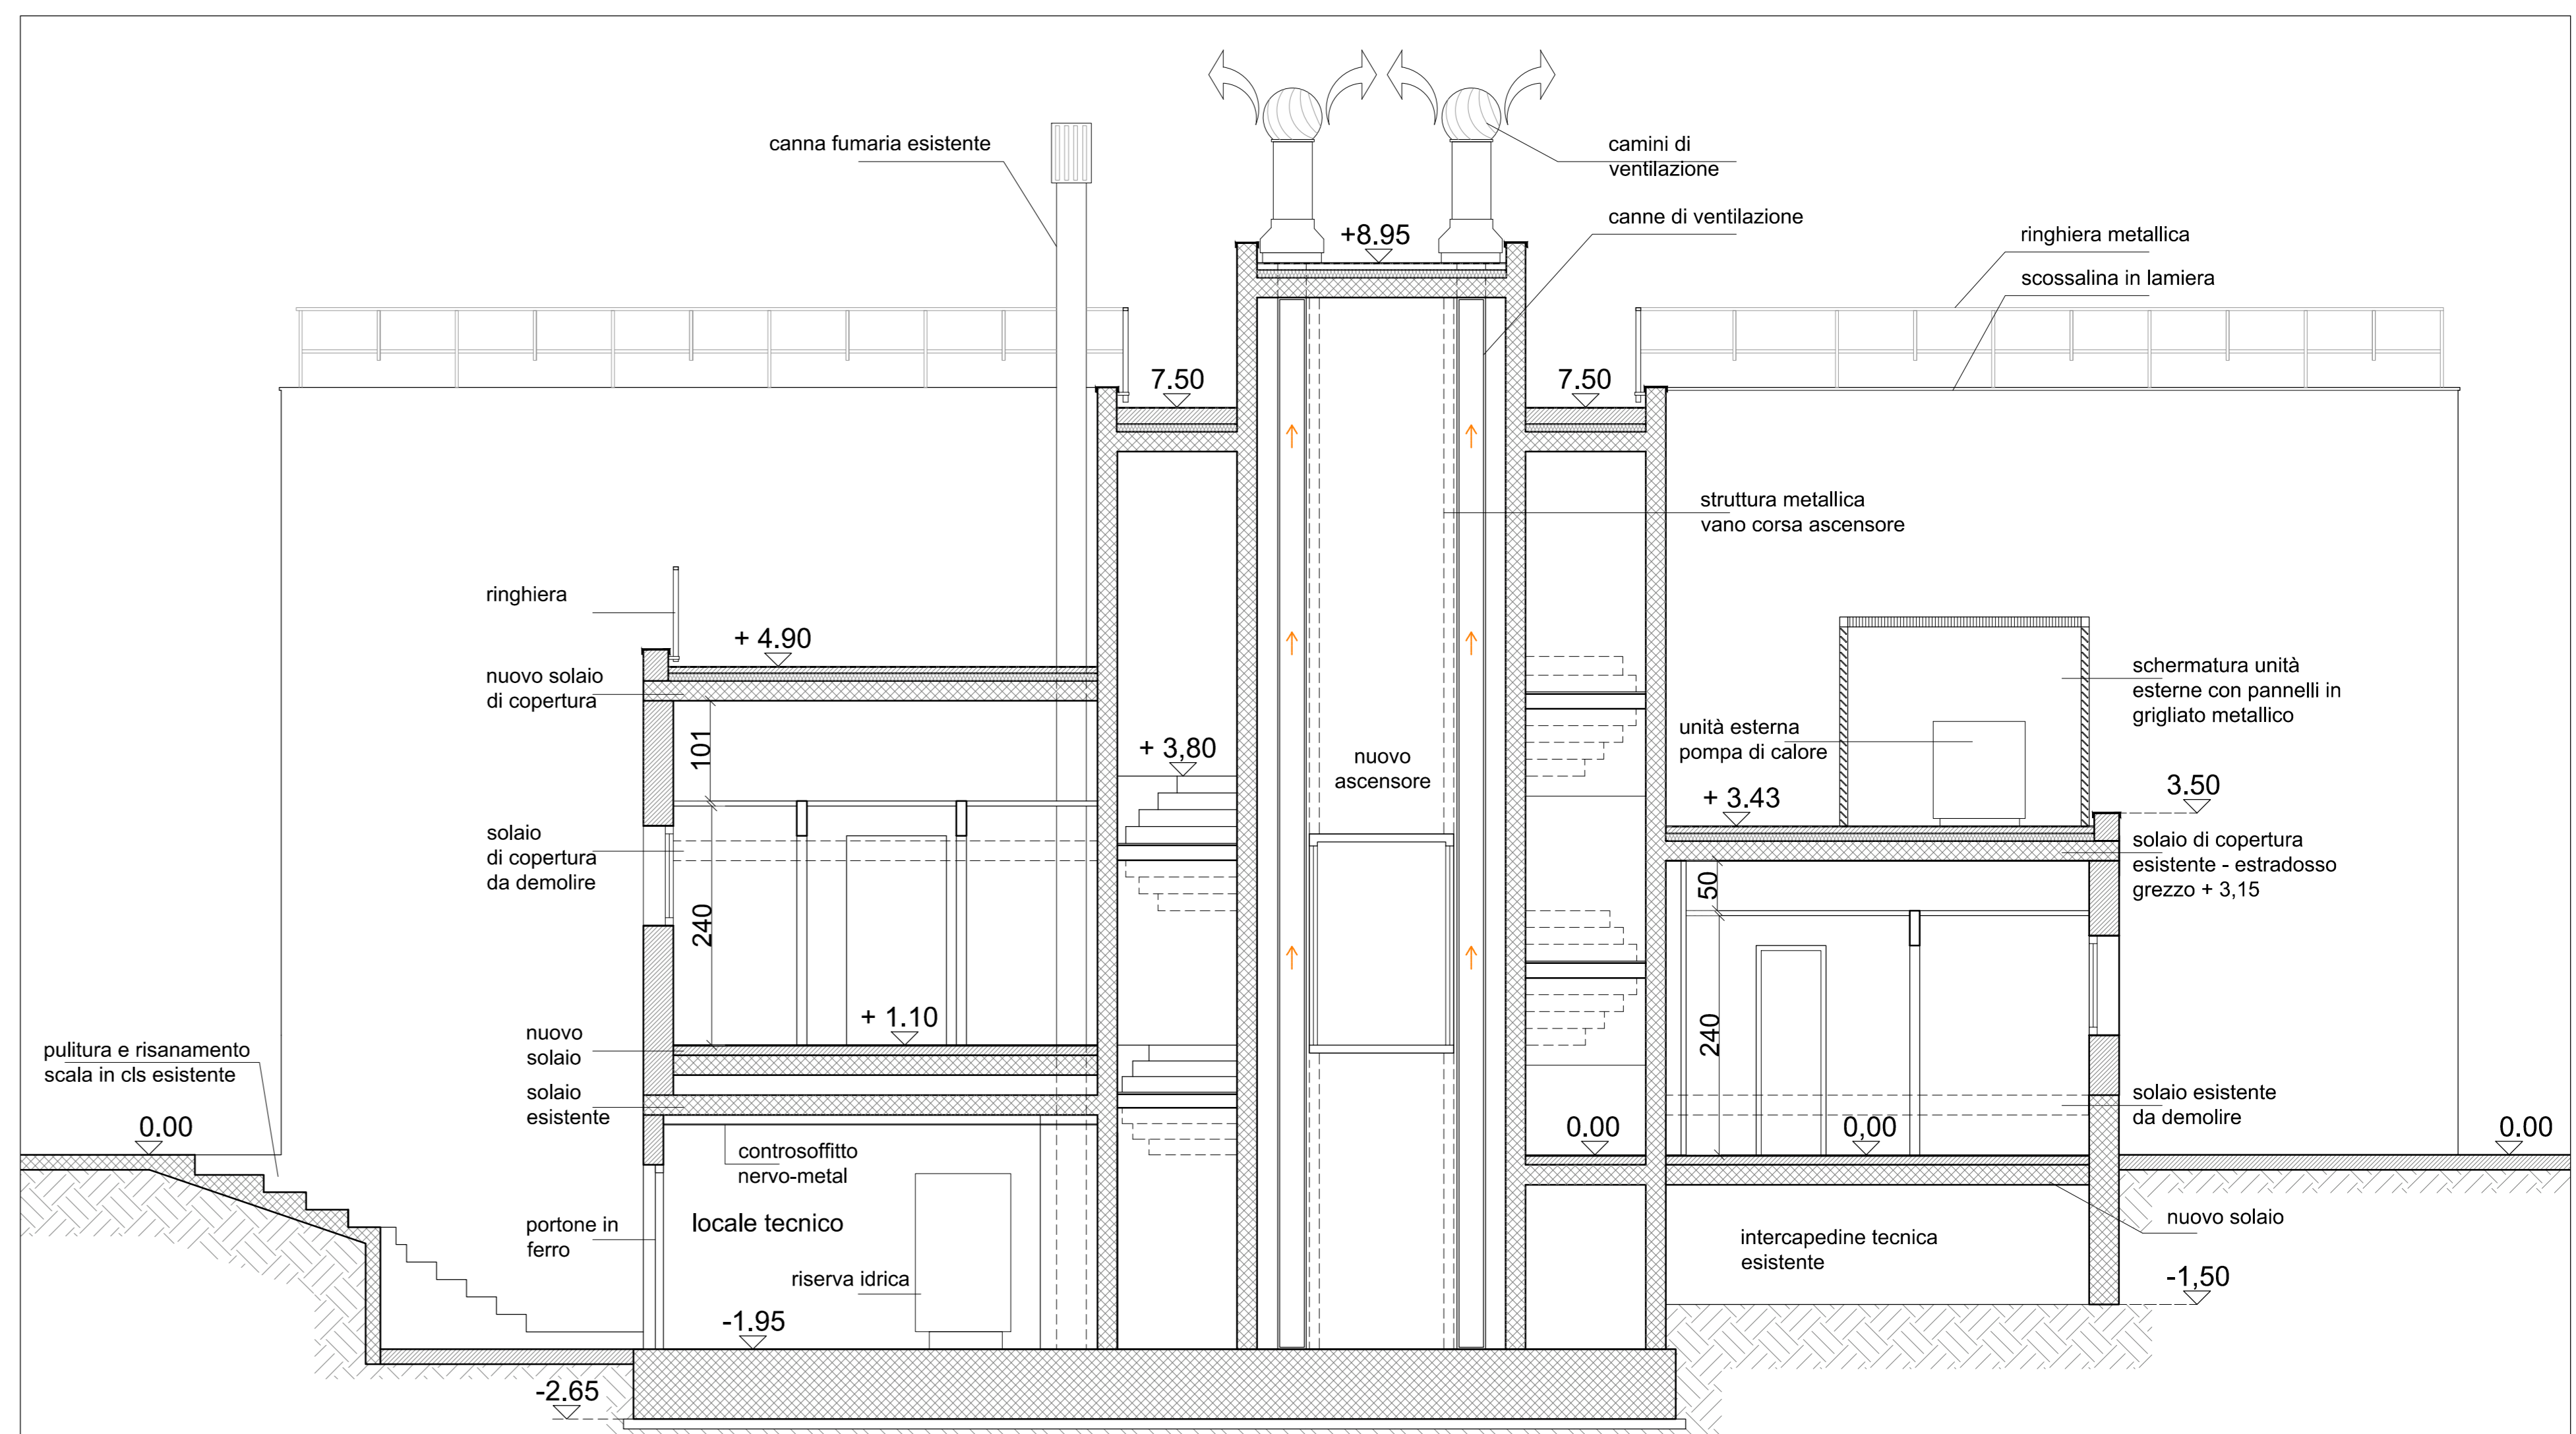 canna fumaria esistente
camini di
ventilazione
canne di ventilazione
+8.95
ringhiera metallica
scossalina in lamiera
7.50
7.50
struttura metallica
vano corsa ascensore
ringhiera
+ 4.90
nuovo solaio
di copertura
101
+ 3,80
nuovo
ascensore
unità esterna
pompa di calore
schermatura unità
esterne con pannelli in
grigliato metallico
+ 3.43
3.50
solaio
di copertura
da demolire
240
solaio di copertura
esistente - estradosso
grezzo + 3,15
50
240
+ 1.10
nuovo
solaio
pulitura e risanamento
scala in cls esistente
solaio
esistente
solaio esistente
da demolire
0.00
0.00
0,00
0.00
controsoffitto
nervo-metal
portone in
ferro
locale tecnico
riserva idrica
nuovo solaio
intercapedine tecnica
esistente
-1,50
-1.95
-2.65